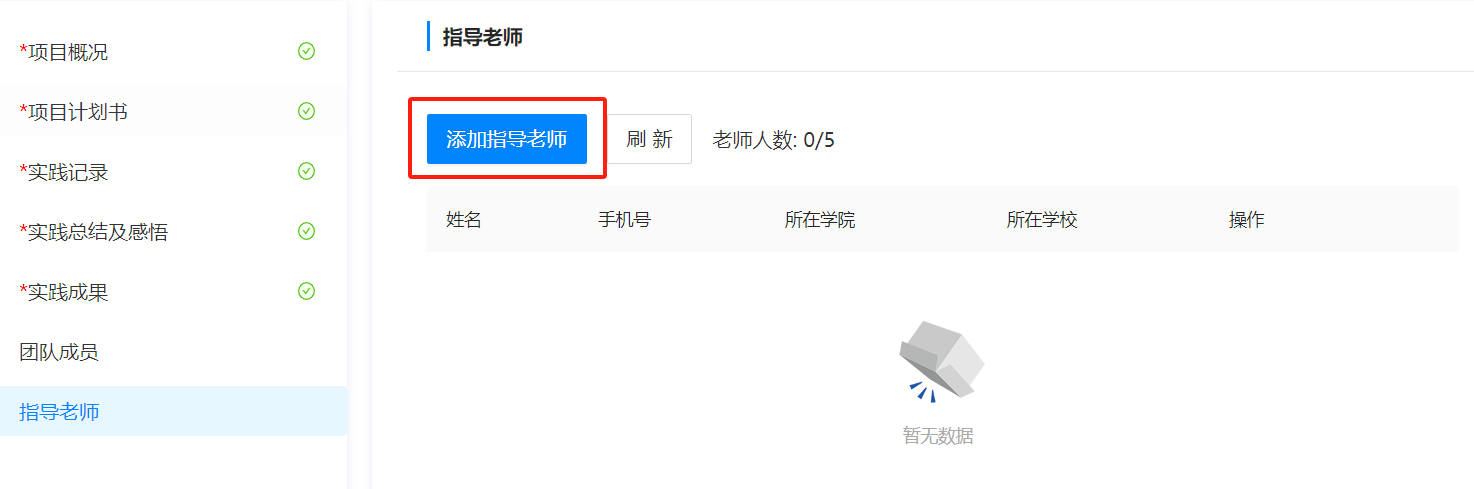 *项目概况
*项目计划书
*实践记录
*实践总结及感悟
*实践成果
团队成员
指导老师
指导老师
添加指导老师 刷 新 老师人数: 0/5
姓名 手机号 所在学院 所在学校 操作
暂无数据